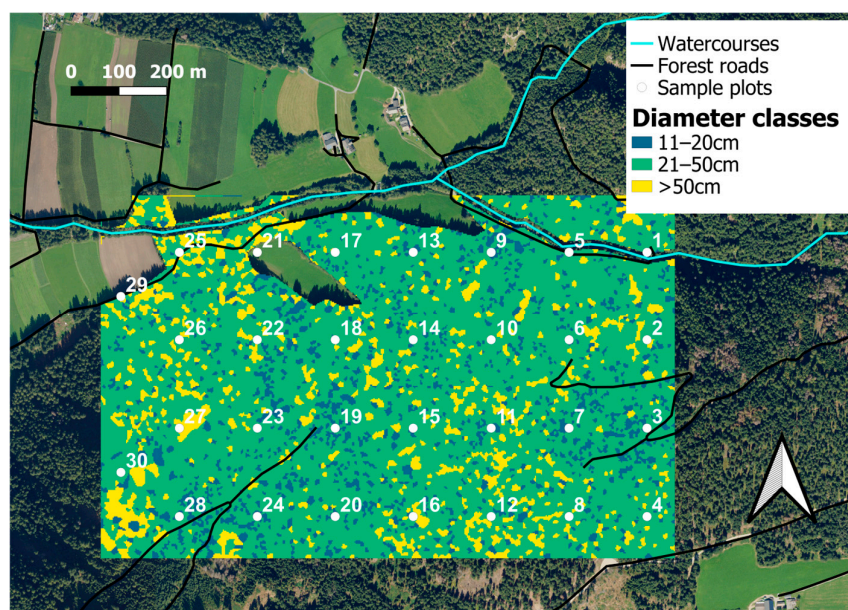 0 100 200 m
Watercourses
Forest roads
Sample plots
Diameter classes
11–20cm
21–50cm
>50cm
25 21 17 13 9 5 1
29
26 22 18 14 10 6 2
27 23 19 15 11 7 3
30
28 24 20 16 12 8 4